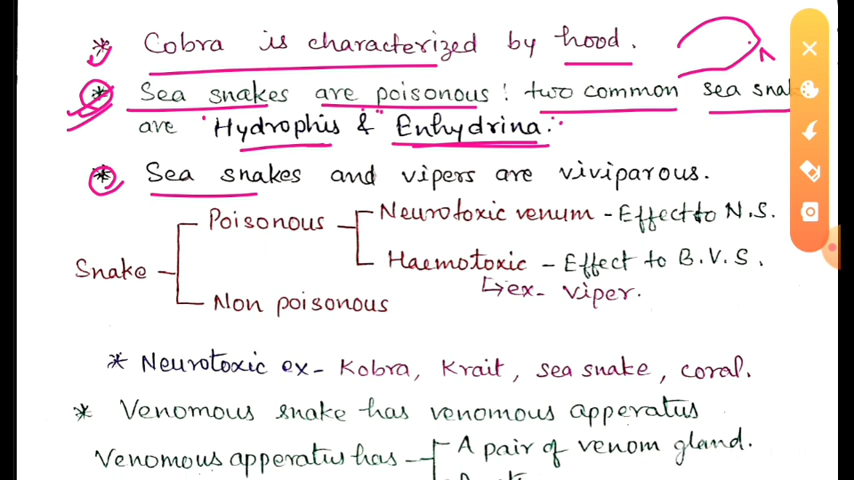 * Cobra is characterized by hood.
* Sea snakes are poisonous : two common sea
are "Hydrophis" & "Enhydrina."
* Sea snakes and vipers are viviparous.
Poisonous Neurotoxic venum - Effect to N.S.
Snake Haemotoxic - Effect to B.V.S.
↳ex- viper.
Non poisonous
* Neurotoxic ex- Kobra, Krait, sea snake, coral.
* Venomous snake has venomous apperatus
Venomous apperatus has A pair of venom gland.